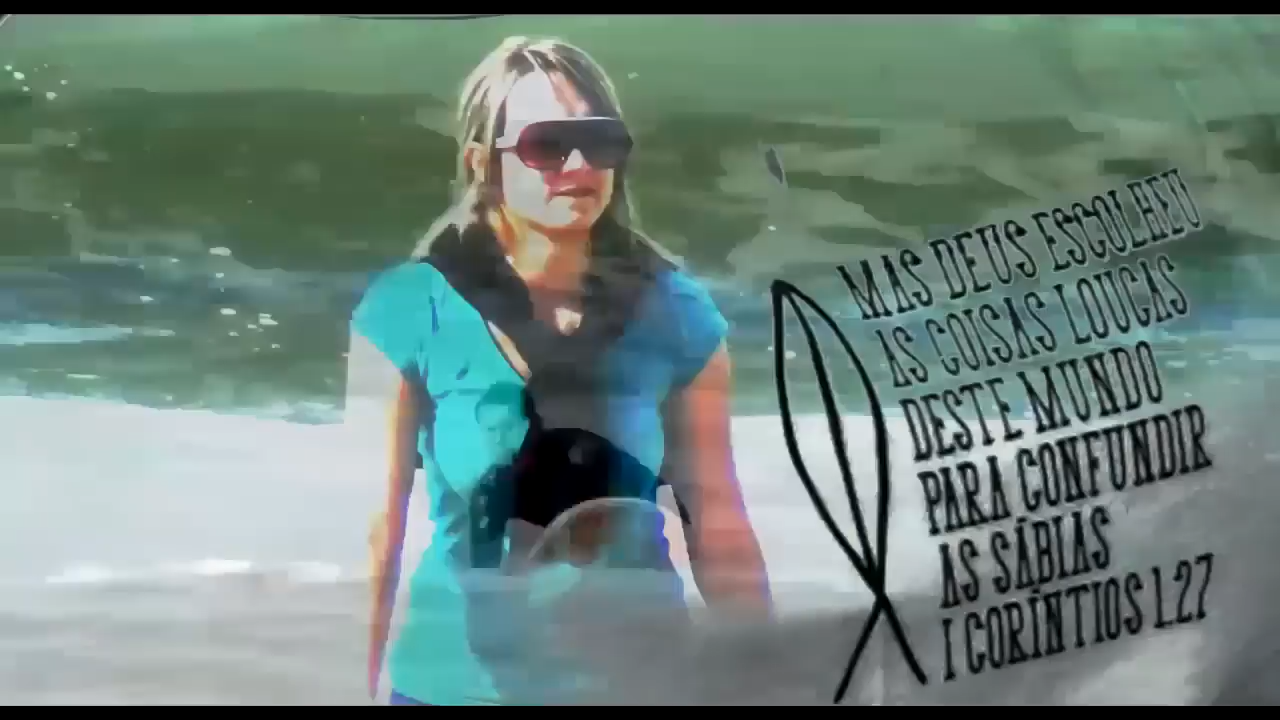 MAS DEUS ESCOLHEU
AS COISAS LOUCAS
DESTE MUNDO
PARA CONFUNDIR
AS SÁBIAS
I CORÍNTIOS 1.27